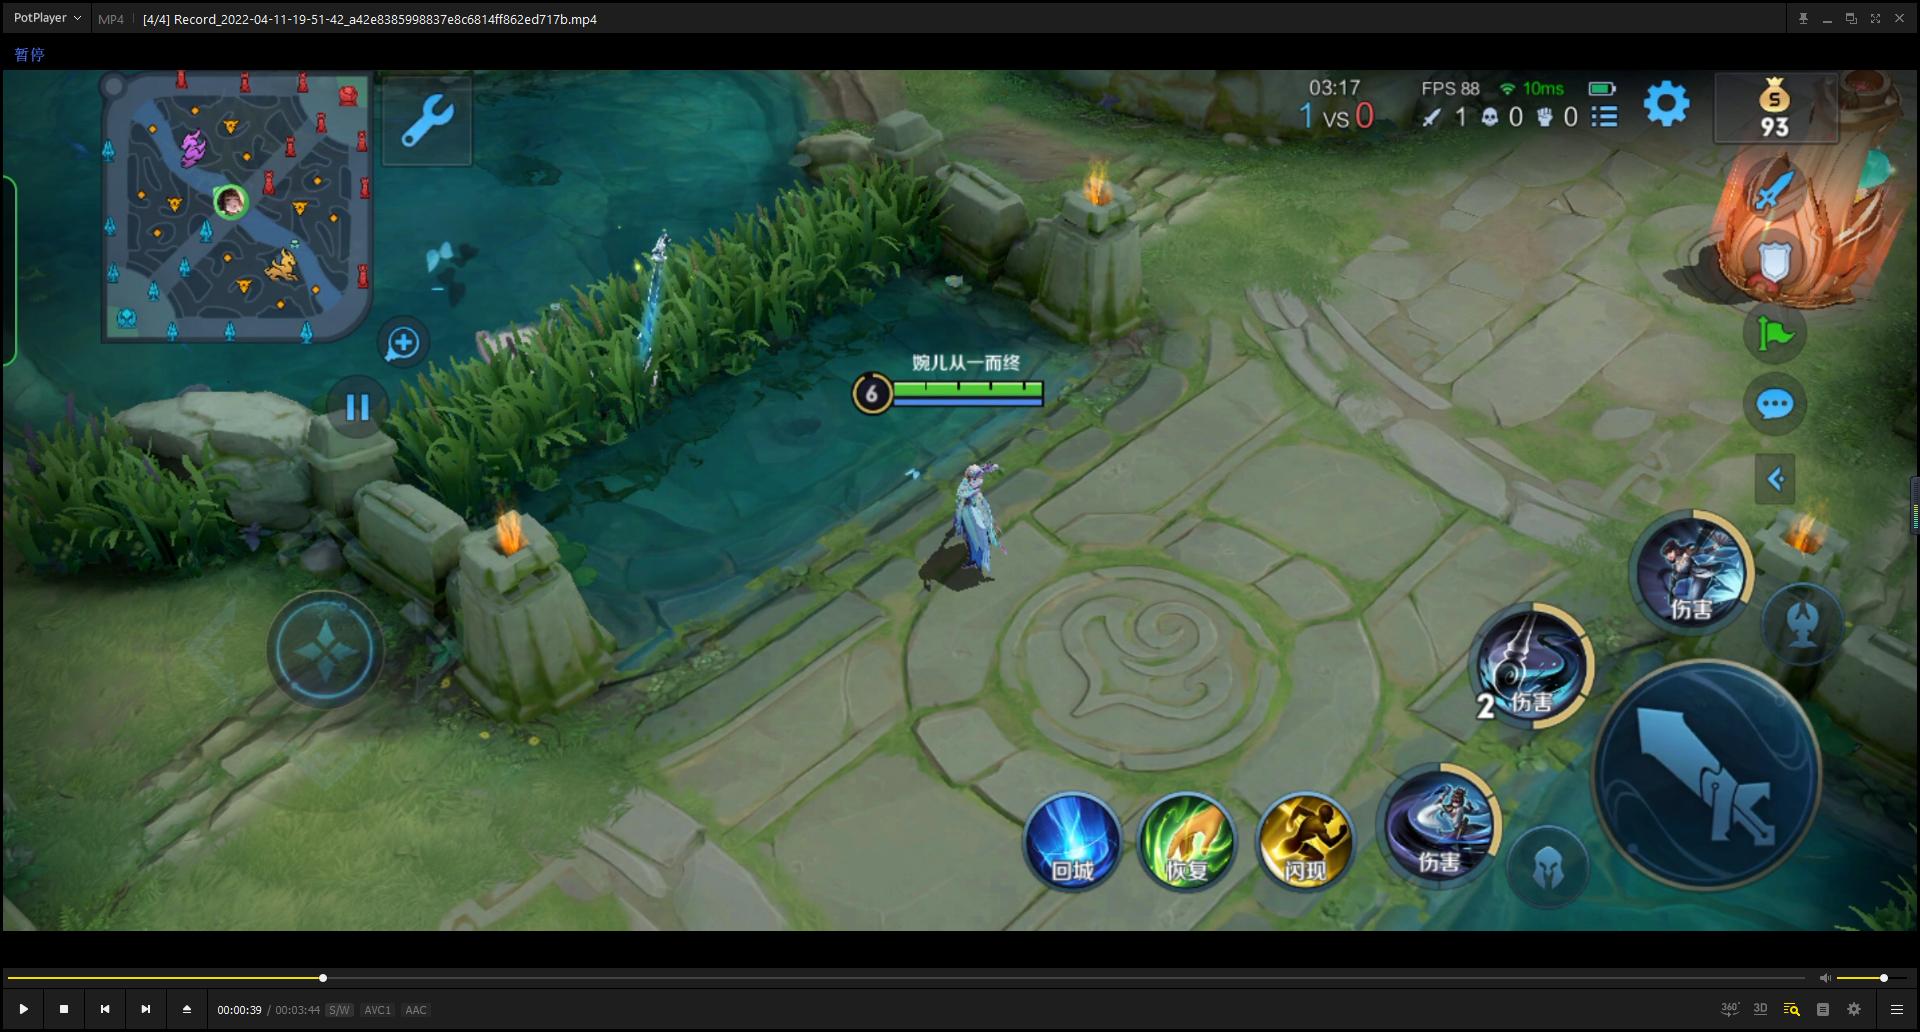 PotPlayer MP4 [4/4] Record_2022-04-11-19-51-42_a42e8385998837e8c6814ff862ed717b.mp4
暂停
03:17 FPS 88 10ms
1 VS 0 1 0 0
93
婉儿从一而终
6
伤害
2 伤害
伤害
回城 恢复 闪现
00:00:39 / 00:03:44 S/W AVC1 AAC 360° 3D